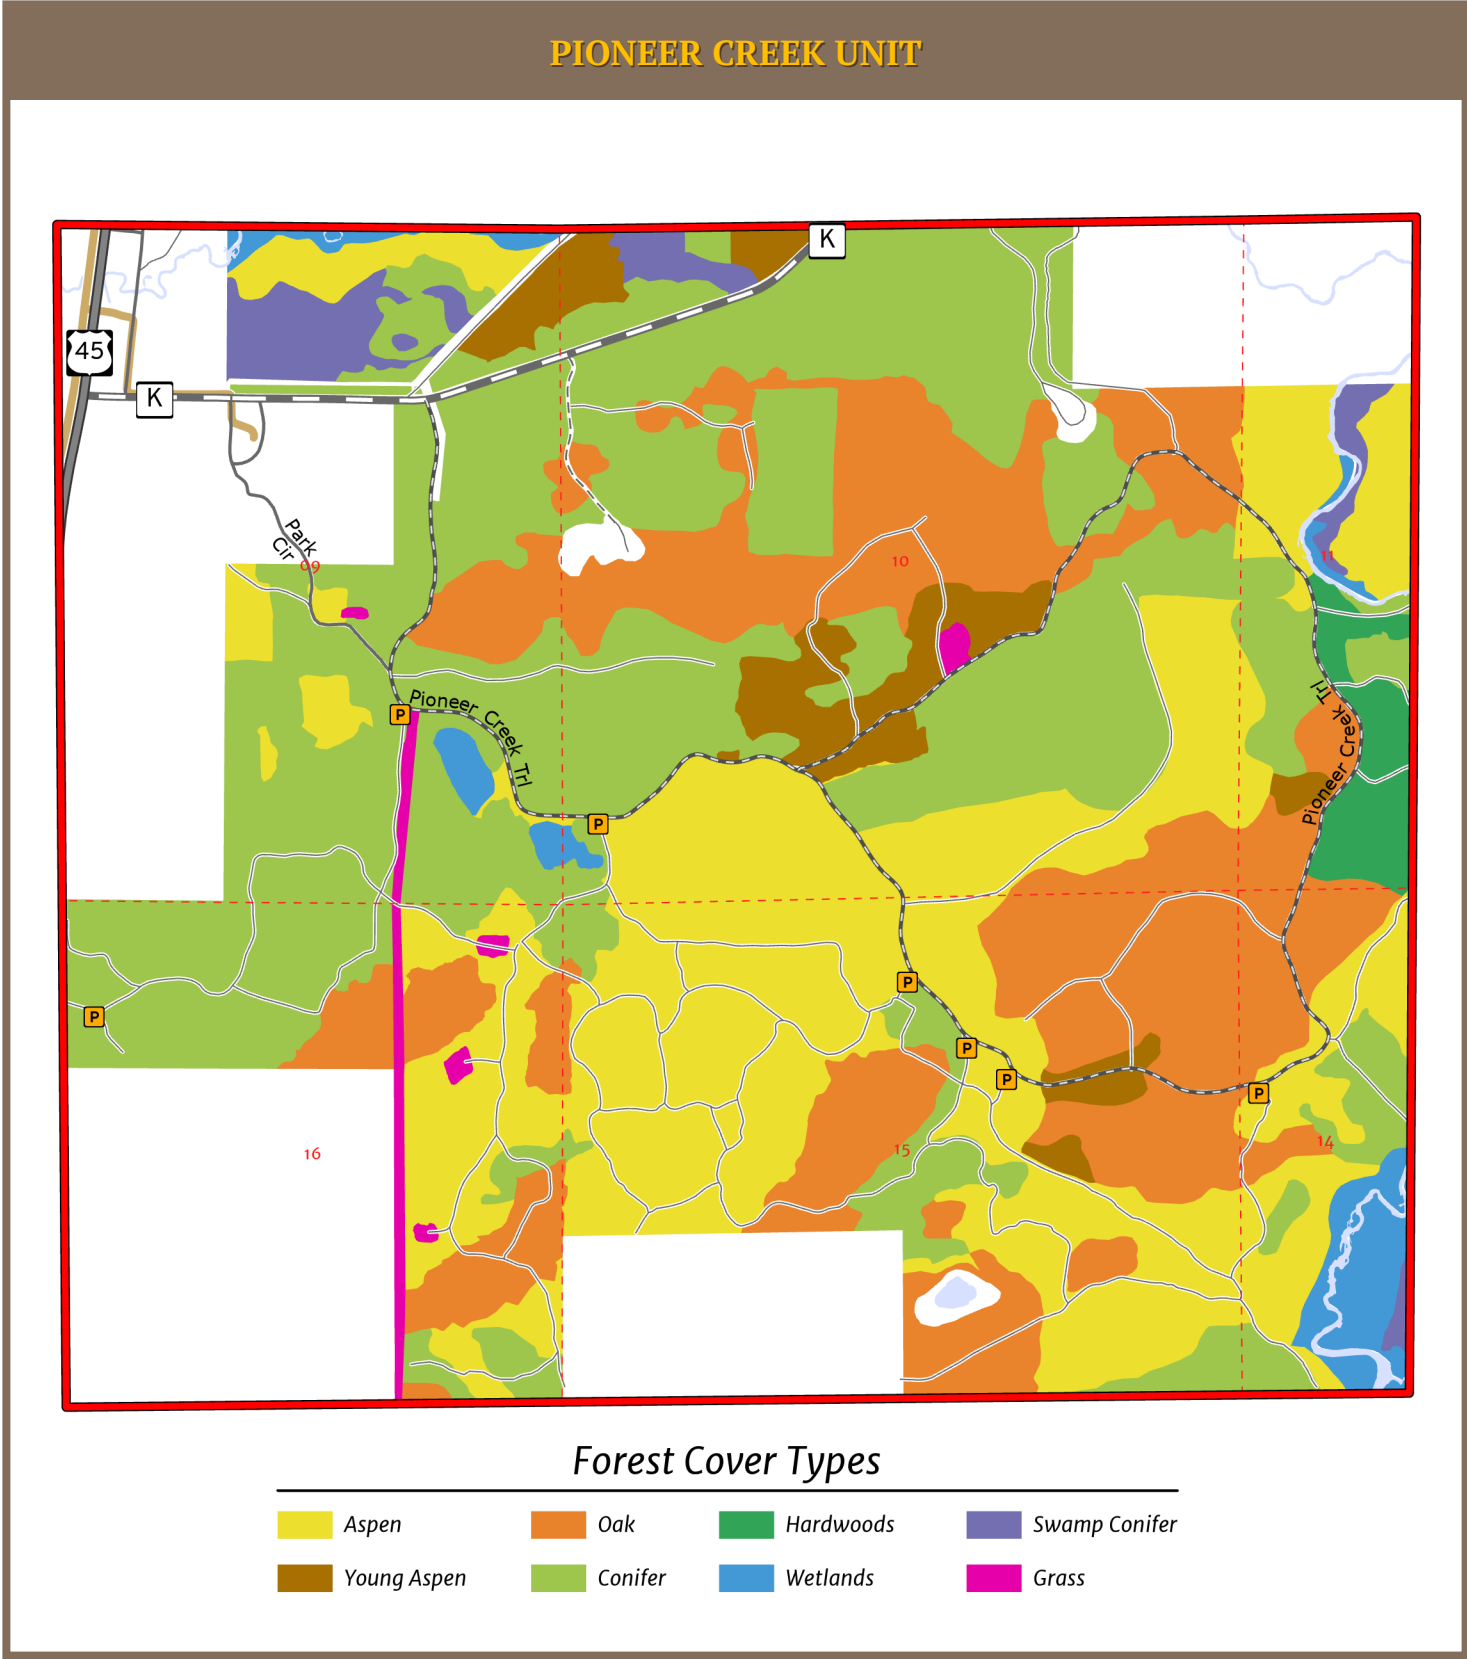 PIONEER CREEK UNIT
K
45
K
Park
Cir
09
10
11
Pioneer Creek Trl
P
Pioneer Creek Trl
P
P
P
P
P
P
16
15
14
Forest Cover Types
Aspen
Oak
Hardwoods
Swamp Conifer
Young Aspen
Conifer
Wetlands
Grass